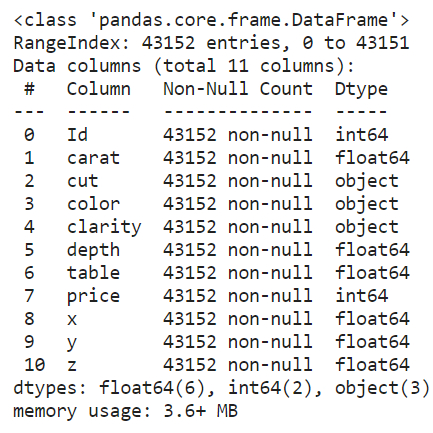 <class 'pandas.core.frame.DataFrame'>
RangeIndex: 43152 entries, 0 to 43151
Data columns (total 11 columns):
 #   Column   Non-Null Count  Dtype
---  ------   --------------  -----
 0   Id       43152 non-null  int64
 1   carat    43152 non-null  float64
 2   cut      43152 non-null  object
 3   color    43152 non-null  object
 4   clarity  43152 non-null  object
 5   depth    43152 non-null  float64
 6   table    43152 non-null  float64
 7   price    43152 non-null  int64
 8   x        43152 non-null  float64
 9   y        43152 non-null  float64
 10  z        43152 non-null  float64
dtypes: float64(6), int64(2), object(3)
memory usage: 3.6+ MB